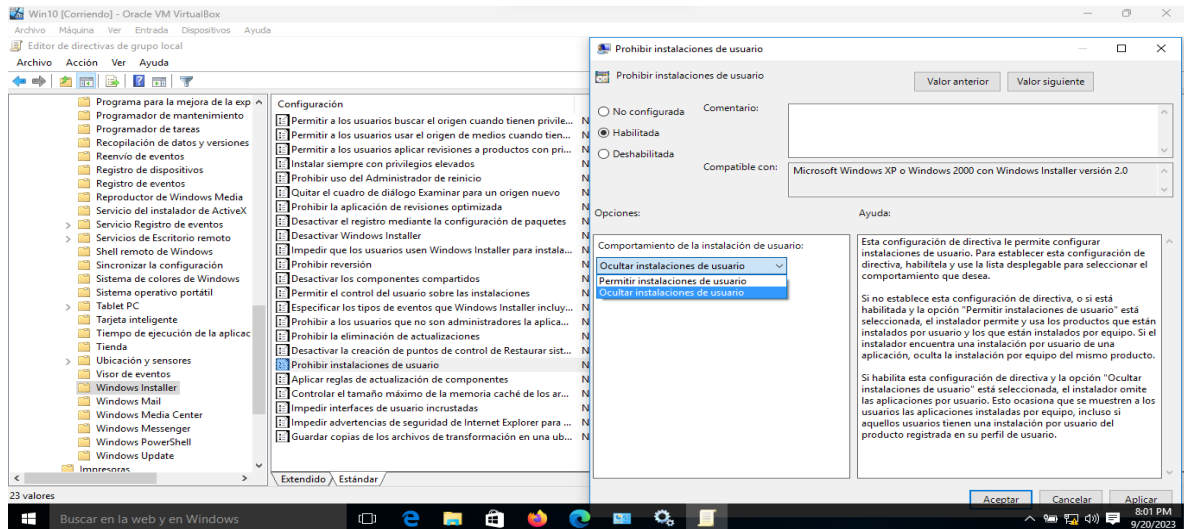 Win10 [Corriendo] - Oracle VM VirtualBox
Archivo Máquina Ver Entrada Dispositivos Ayuda
Editor de directivas de grupo local
Archivo Acción Ver Ayuda
Programa para la mejora de la exp
Programador de mantenimiento
Programador de tareas
Recopilación de datos y versiones
Reenvío de eventos
Registro de dispositivos
Registro de eventos
Reproductor de Windows Media
Servicio del instalador de ActiveX
Servicio Registro de eventos
Servicios de Escritorio remoto
Shell remoto de Windows
Sincronizar la configuración
Sistema de colores de Windows
Sistema operativo portátil
Tablet PC
Tarjeta inteligente
Tiempo de ejecución de la aplicac
Tienda
Ubicación y sensores
Visor de eventos
Windows Installer
Windows Mail
Windows Media Center
Windows Messenger
Windows PowerShell
Windows Update
Impresoras
Configuración
Permitir a los usuarios buscar el origen cuando tienen privile... N
Permitir a los usuarios usar el origen de medios cuando tien... N
Permitir a los usuarios aplicar revisiones a productos con pri... N
Instalar siempre con privilegios elevados N
Prohibir uso del Administrador de reinicio N
Quitar el cuadro de diálogo Examinar para un origen nuevo N
Prohibir la aplicación de revisiones optimizada N
Desactivar el registro mediante la configuración de paquetes N
Desactivar Windows Installer N
Impedir que los usuarios usen Windows Installer para instala... N
Prohibir reversión N
Desactivar los componentes compartidos N
Permitir el control del usuario sobre las instalaciones N
Especificar los tipos de eventos que Windows Installer incluy... N
Prohibir a los usuarios que no son administradores la aplica... N
Prohibir la eliminación de actualizaciones N
Desactivar la creación de puntos de control de Restaurar sist... N
Prohibir instalaciones de usuario N
Aplicar reglas de actualización de componentes N
Controlar el tamaño máximo de la memoria caché de los ar... N
Impedir interfaces de usuario incrustadas N
Impedir advertencias de seguridad de Internet Explorer para ... N
Guardar copias de los archivos de transformación en una ub... N
Extendido Estándar
23 valores
Prohibir instalaciones de usuario
Prohibir instalaciones de usuario
Valor anterior Valor siguiente
No configurada
Habilitada
Deshabilitada
Comentario:
Compatible con:
Microsoft Windows XP o Windows 2000 con Windows Installer versión 2.0
Opciones:
Ayuda:
Comportamiento de la instalación de usuario:
Ocultar instalaciones de usuario
Permitir instalaciones de usuario
Ocultar instalaciones de usuario
Esta configuración de directiva le permite configurar
instalaciones de usuario. Para establecer esta configuración de
directiva, habilítela y use la lista desplegable para seleccionar el
comportamiento que desea.
Si no establece esta configuración de directiva, o si está
habilitada y la opción "Permitir instalaciones de usuario" está
seleccionada, el instalador permite y usa los productos que están
instalados por usuario y los que están instalados por equipo. Si el
instalador encuentra una instalación por usuario de una
aplicación, oculta la instalación por equipo del mismo producto.
Si habilita esta configuración de directiva y la opción "Ocultar
instalaciones de usuario" está seleccionada, el instalador omite
las aplicaciones por usuario. Esto ocasiona que se muestren a los
usuarios las aplicaciones instaladas por equipo, incluso si
aquellos usuarios tienen una instalación por usuario del
producto registrada en su perfil de usuario.
Aceptar Cancelar Aplicar
Buscar en la web y en Windows
8:01 PM
9/20/2023